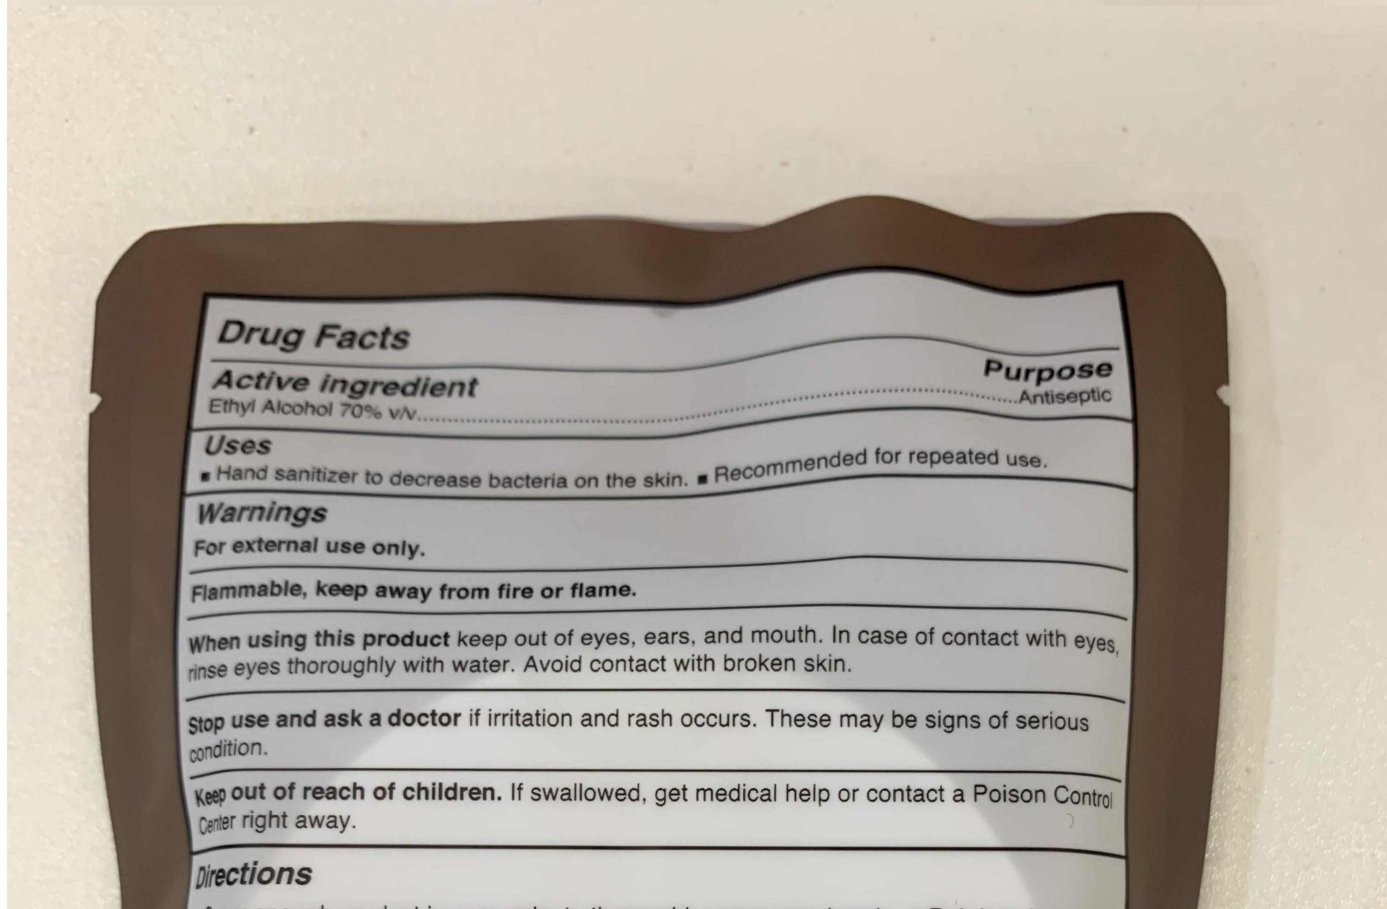 Drug Facts
Active ingredient Purpose
Ethyl Alcohol 70% v/v........................................Antiseptic
Uses
▪ Hand sanitizer to decrease bacteria on the skin. ▪ Recommended for repeated use.
Warnings
For external use only.
Flammable, keep away from fire or flame.
When using this product keep out of eyes, ears, and mouth. In case of contact with eyes,
rinse eyes thoroughly with water. Avoid contact with broken skin.
Stop use and ask a doctor if irritation and rash occurs. These may be signs of serious
condition.
Keep out of reach of children. If swallowed, get medical help or contact a Poison Control
Center right away.
Directions